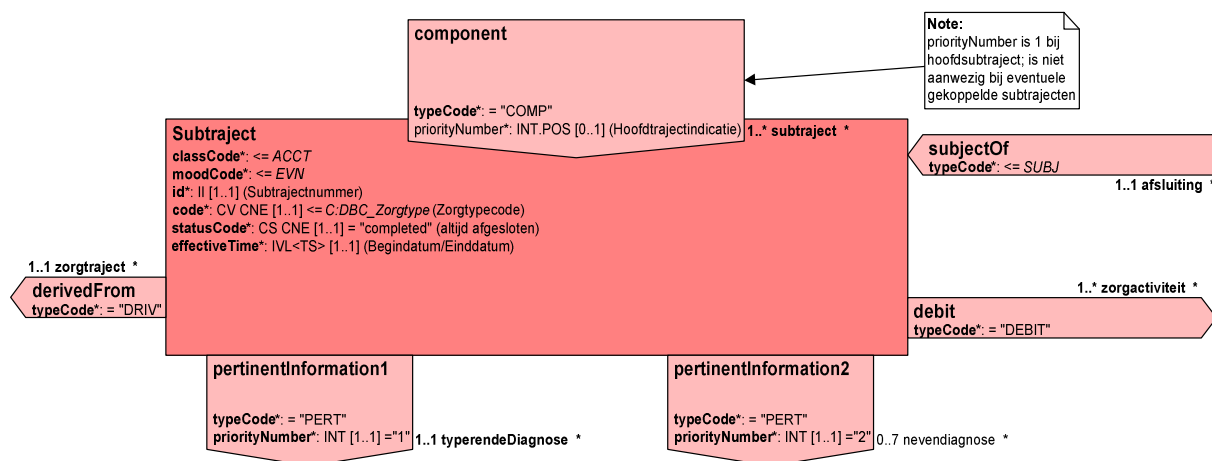 component
typeCode*: = "COMP"
priorityNumber*: INT.POS [0..1] (Hoofdtrajectindicatie)
1..* subtraject *
Note:
priorityNumber is 1 bij
hoofdsubtraject; is niet
aanwezig bij eventuele
gekoppelde subtrajecten
Subtraject
classCode*: <= ACCT
moodCode*: <= EVN
id*: II [1..1] (Subtrajectnummer)
code*: CV CNE [1..1] <= C:DBC_Zorgtype (Zorgtypecode)
statusCode*: CS CNE [1..1] = "completed" (altijd afgesloten)
effectiveTime*: IVL<TS> [1..1] (Begindatum/Einddatum)
subjectOf
typeCode*: <= SUBJ
1..1 afsluiting *
1..1 zorgtraject *
derivedFrom
typeCode*: = "DRIV"
1..* zorgactiviteit *
debit
typeCode*: = "DEBIT"
pertinentInformation1
typeCode*: = "PERT"
priorityNumber*: INT [1..1] ="1"
1..1 typerendeDiagnose *
pertinentInformation2
typeCode*: = "PERT"
priorityNumber*: INT [1..1] ="2"
0..7 nevendiagnose *